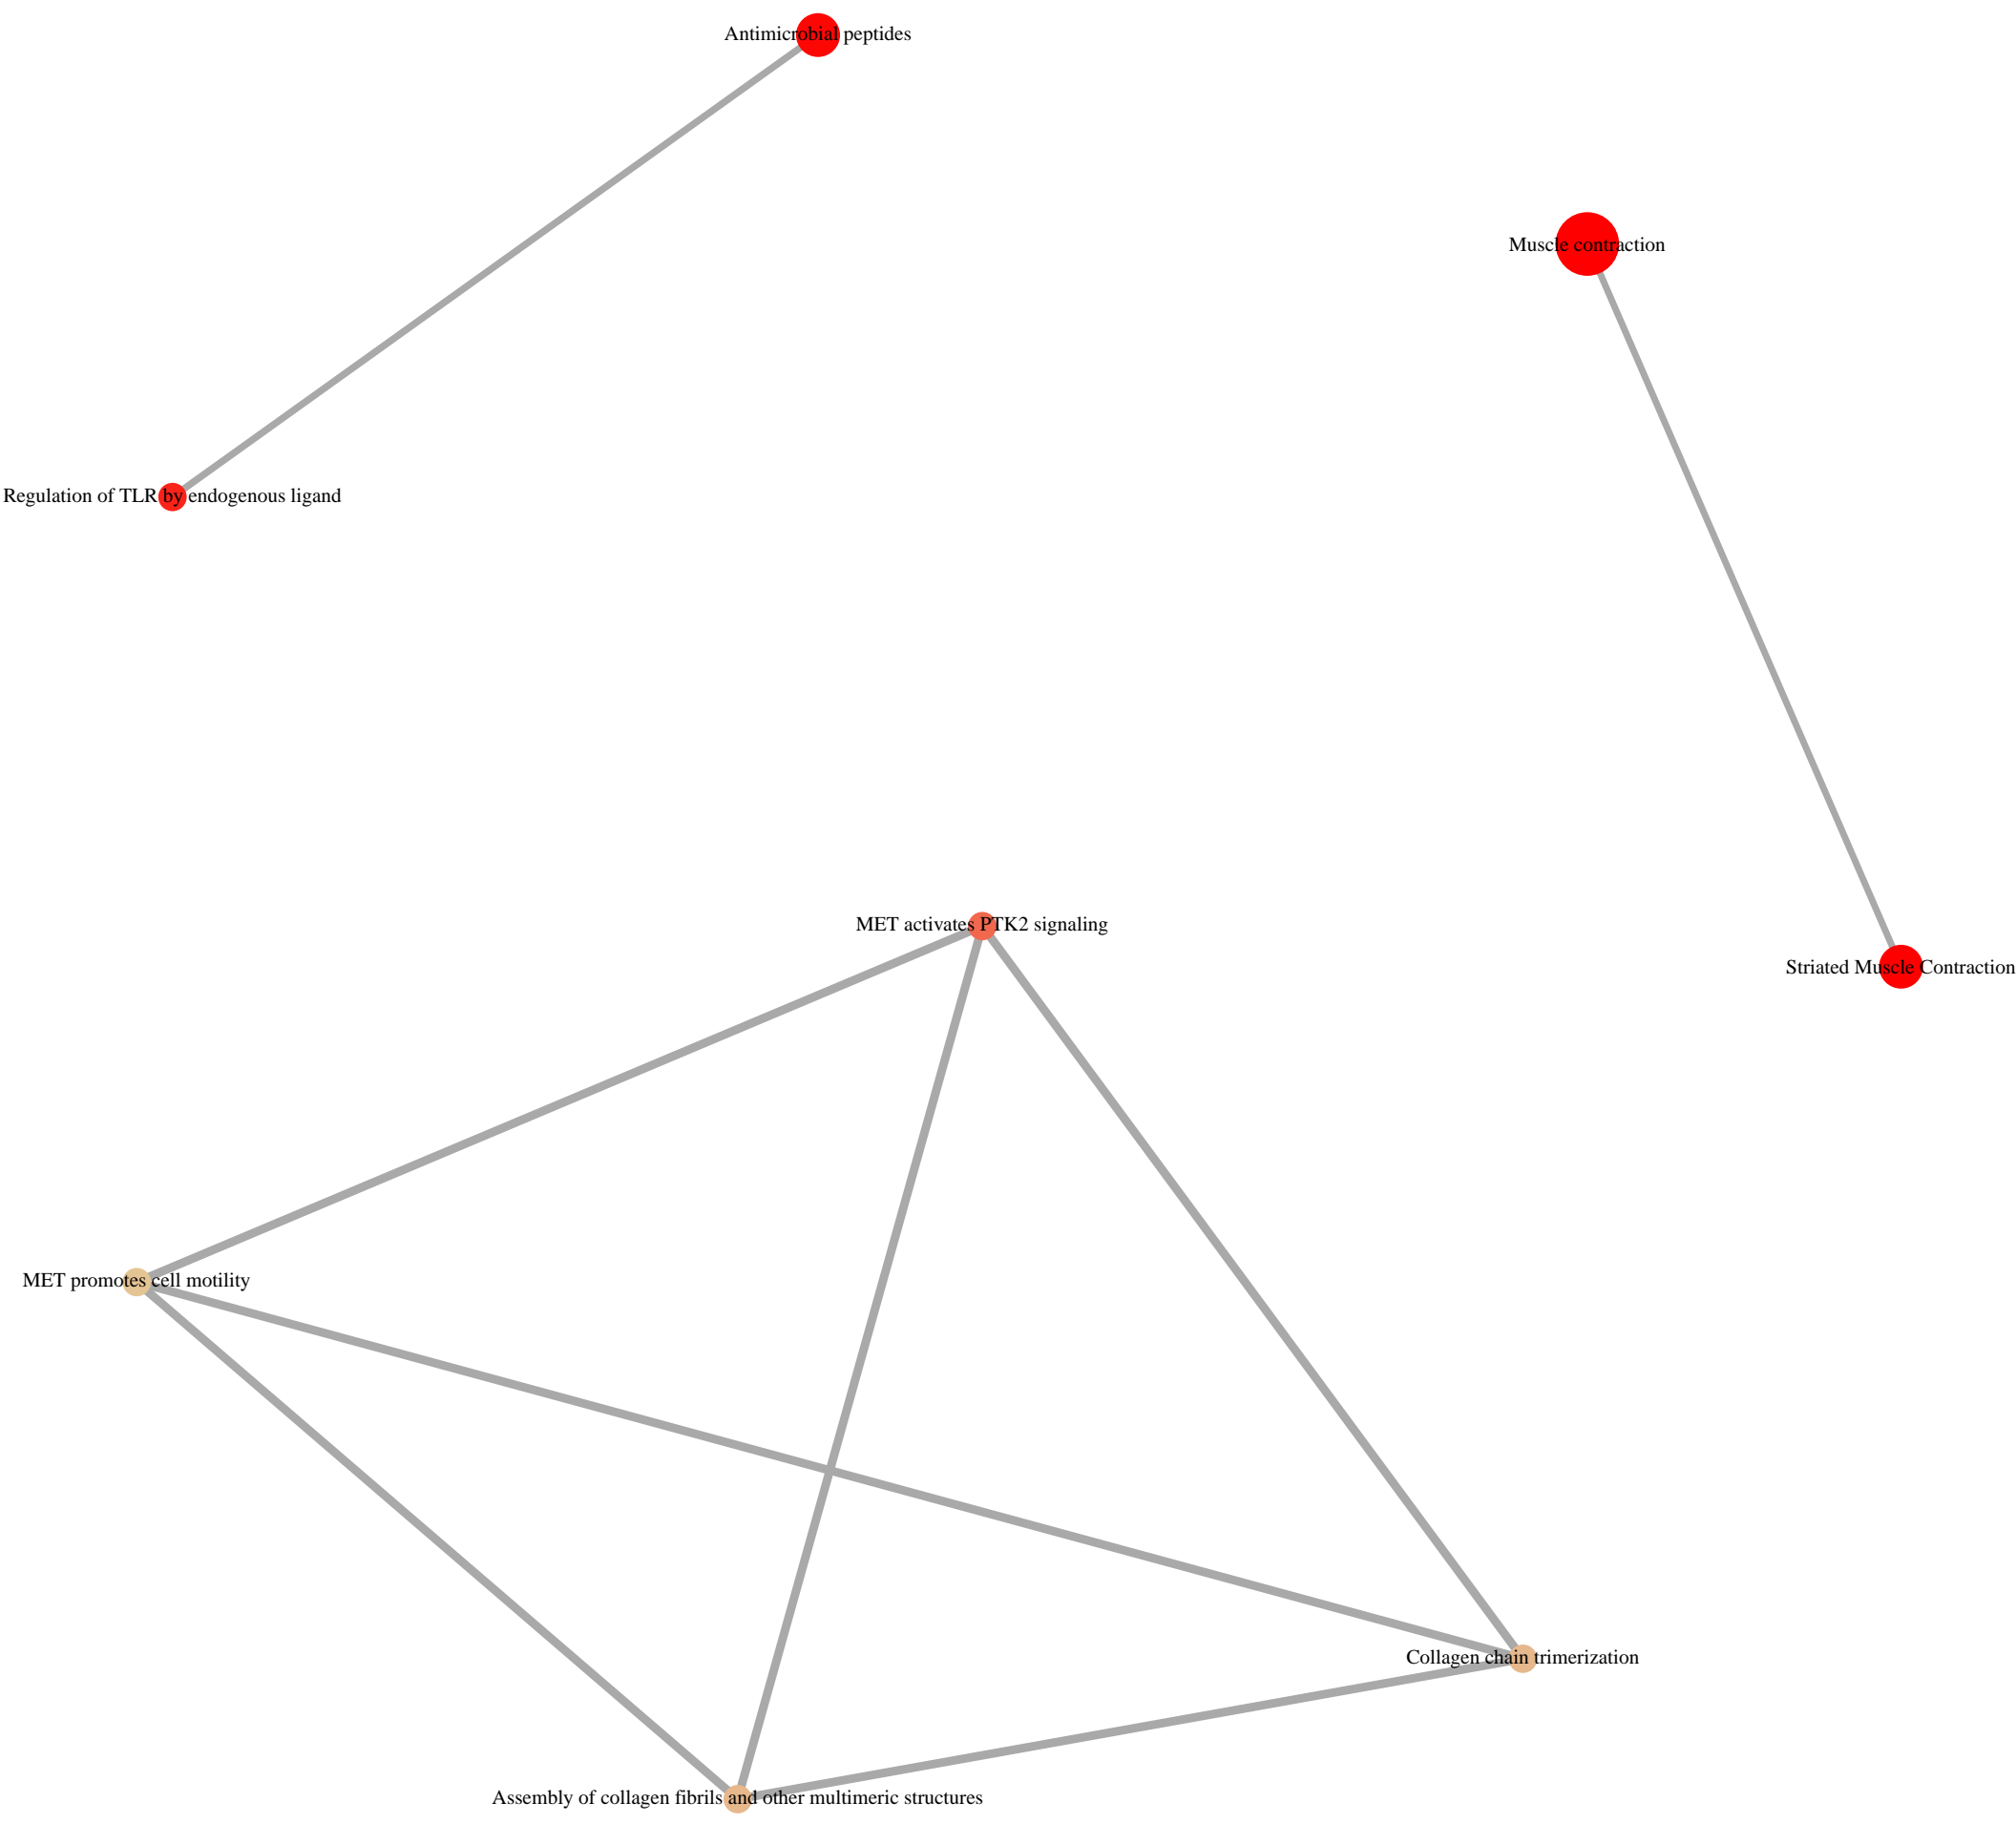 Antimicrobial peptides
Muscle contraction
Regulation of TLR by endogenous ligand
MET activates PTK2 signaling
Striated Muscle Contraction
MET promotes cell motility
Collagen chain trimerization
Assembly of collagen fibrils and other multimeric structures